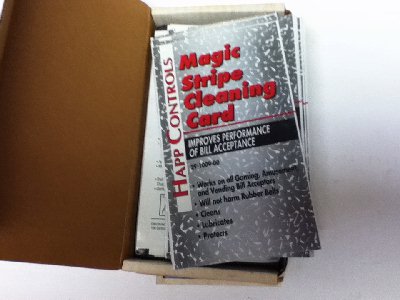 HAPP CONTROLS
Magic
Stripe
Cleaning
Card
IMPROVES PERFORMANCE
OF BILL ACCEPTANCE
• Works on all Gaming, Amusement
and Vending Bill Acceptors
• Will not harm Rubber Belts
• Cleans
• Lubricates
• Protects